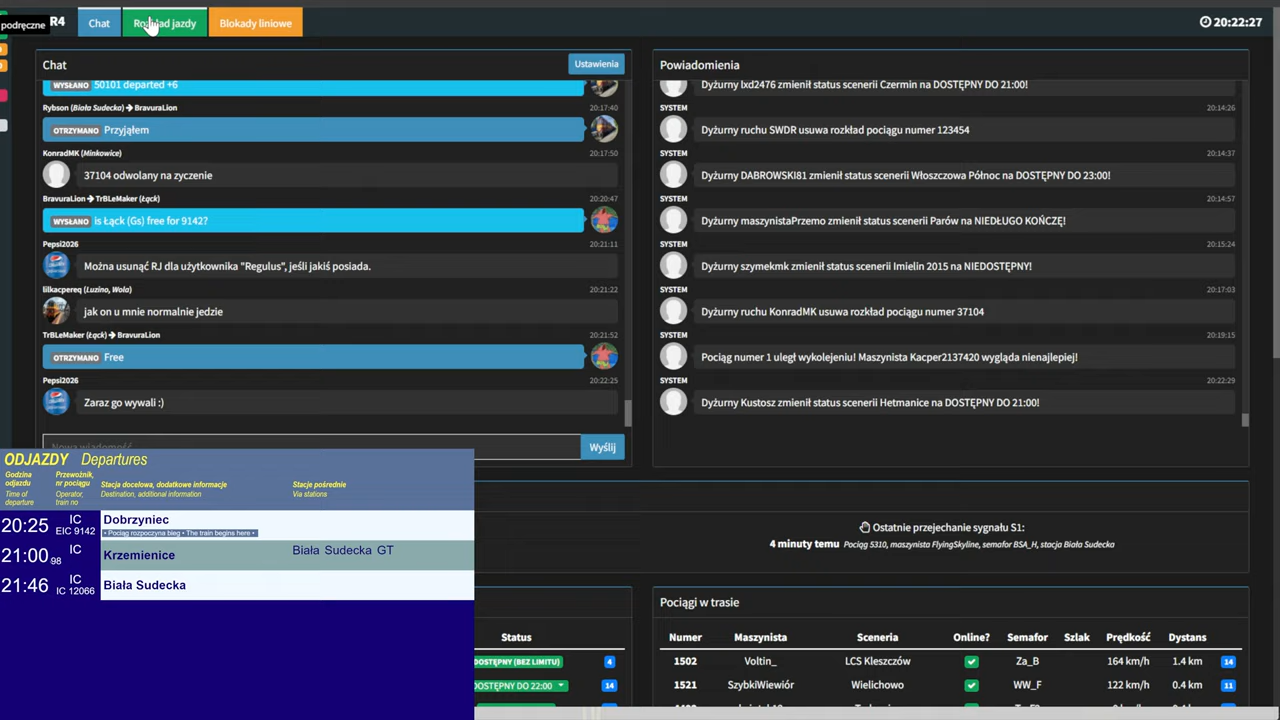 podręczne
R4
Chat
Rozkład jazdy
Blokady liniowe
20:22:27
Chat
Ustawienia
WYSŁANO 50101 departed +6
Rybson (Biała Sudecka) → BravuraLion 20:17:40
OTRZYMANO Przyjąłem
KonradMK (Minkowice) 20:17:50
37104 odwolany na zyczenie
BravuraLion → TrBLeMaker (Łąck) 20:20:47
WYSŁANO is Łąck (Gs) free for 9142?
Pepsi2026 20:21:11
Można usunąć RJ dla użytkownika "Regulus", jeśli jakiś posiada.
lilkacpereq (Luzino, Wola) 20:21:22
jak on u mnie normalnie jedzie
TrBLeMaker (Łąck) → BravuraLion 20:21:52
OTRZYMANO Free
Pepsi2026 20:22:25
Zaraz go wywali :)
Nowa wiadomość
Wyślij
Powiadomienia
Dyżurny lxd2476 zmienił status scenerii Czermin na DOSTĘPNY DO 21:00!
SYSTEM 20:14:26
Dyżurny ruchu SWDR usuwa rozkład pociągu numer 123454
SYSTEM 20:14:37
Dyżurny DABROWSKI81 zmienił status scenerii Włoszczowa Północ na DOSTĘPNY DO 23:00!
SYSTEM 20:14:57
Dyżurny maszynistaPrzemo zmienił status scenerii Parów na NIEDŁUGO KOŃCZĘ!
SYSTEM 20:15:24
Dyżurny szymekmk zmienił status scenerii Imielin 2015 na NIEDOSTĘPNY!
SYSTEM 20:17:03
Dyżurny ruchu KonradMK usuwa rozkład pociągu numer 37104
SYSTEM 20:19:15
Pociąg numer 1 uległ wykolejeniu! Maszynista Kacper2137420 wygląda nienajlepiej!
SYSTEM 20:22:29
Dyżurny Kustosz zmienił status scenerii Hetmanice na DOSTĘPNY DO 21:00!
ODJAZDY Departures
Godzina odjazdu
Time of departure
Przewoźnik, nr pociągu
Operator, train no
Stacja docelowa, dodatkowe informacje
Destination, additional information
Stacje pośrednie
Via stations
20:25 IC EIC 9142 Dobrzyniec
• Pociąg rozpoczyna bieg • The train begins here •
21:00 IC 98 Krzemienice Biała Sudecka GT
21:46 IC IC 12066 Biała Sudecka
Ostatnie przejechanie sygnału S1:
4 minuty temu Pociąg 5310, maszynista FlyingSkyline, semafor BSA_H, stacja Biała Sudecka
Status
DOSTĘPNY (BEZ LIMITU) 4
DOSTĘPNY DO 22:00 14
Pociągi w trasie
Numer Maszynista Sceneria Online? Semafor Szlak Prędkość Dystans
1502 Voltin_ LCS Kleszczów Za_B 164 km/h 1.4 km 14
1521 SzybkiWiewiór Wielichowo WW_F 122 km/h 0.4 km 11